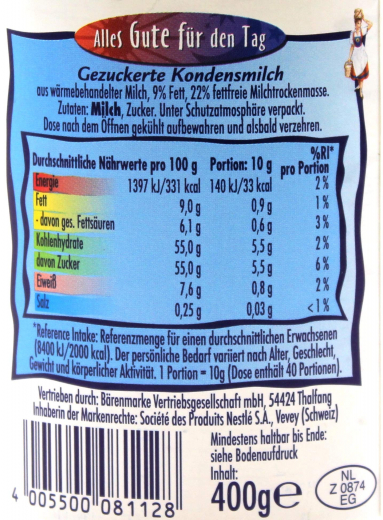 Alles Gute für den Tag
Gezuckerte Kondensmilch
aus wärmebehandelter Milch, 9% Fett, 22% fettfreie Milchtrockenmasse.
Zutaten: Milch, Zucker. Unter Schutzatmosphäre verpackt.
Dose nach dem Öffnen gekühlt aufbewahren und alsbald verzehren.
Durchschnittliche Nährwerte pro 100 g Portion: 10 g %RI* pro Portion
Energie 1397 kJ/331 kcal 140 kJ/33 kcal 2%
Fett 9,0 g 0,9 g 1%
- davon ges. Fettsäuren 6,1 g 0,6 g 3%
Kohlenhydrate 55,0 g 5,5 g 2%
davon Zucker 55,0 g 5,5 g 6%
Eiweiß 7,6 g 0,8 g 2%
Salz 0,25 g 0,03 g <1%
*Reference Intake: Referenzmenge für einen durchschnittlichen Erwachsenen
(8400 kJ/2000 kcal). Der persönliche Bedarf variiert nach Alter, Geschlecht,
Gewicht und körperlicher Aktivität. 1 Portion = 10g (Dose enthält 40 Portionen).
Vertrieben durch: Bärenmarke Vertriebsgesellschaft mbH, 54424 Thalfang
Inhaberin der Markenrechte: Société des Produits Nestlé S.A., Vevey (Schweiz)
Mindestens haltbar bis Ende:
siehe Bodenaufdruck
Inhalt:
400g e
NL
Z 0874
EG
4 005500 081128